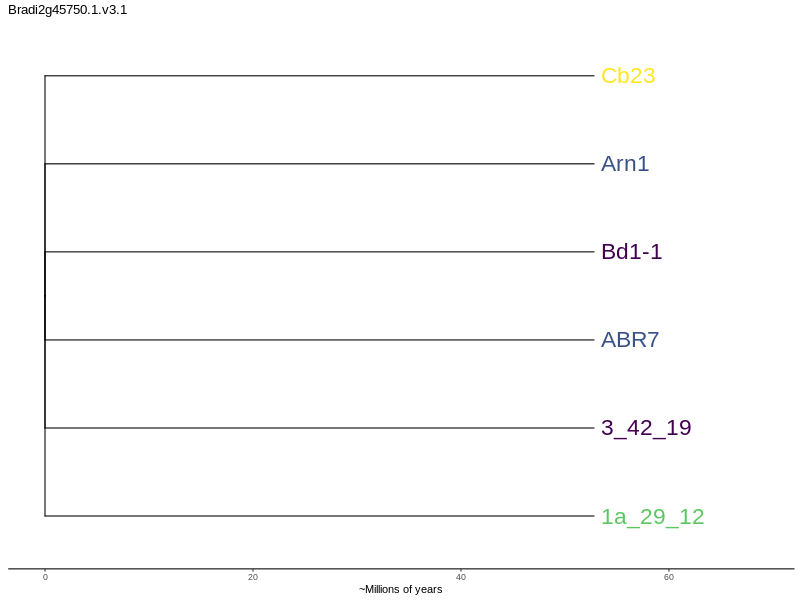 Bradi2g45750.1.v3.1
Cb23
Arn1
Bd1-1
ABR7
3_42_19
1a_29_12
0 20 40 60
~Millions of years